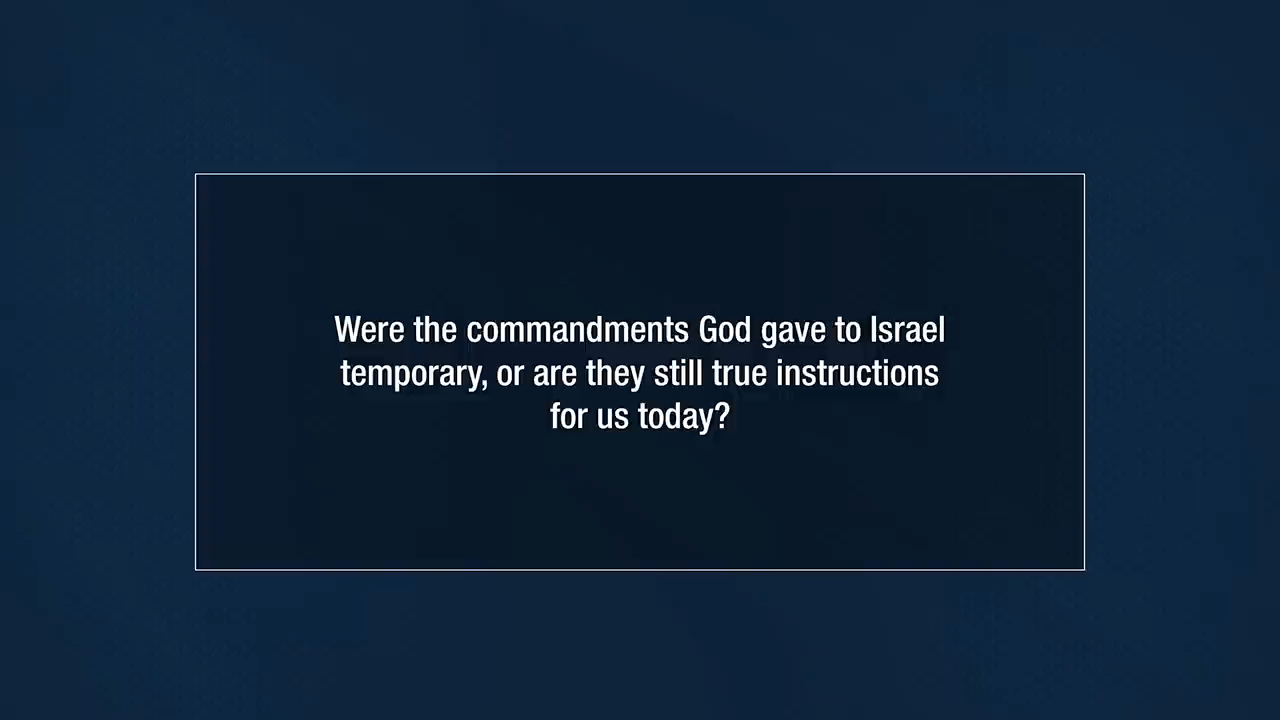 Were the commandments God gave to Israel
temporary, or are they still true instructions
for us today?